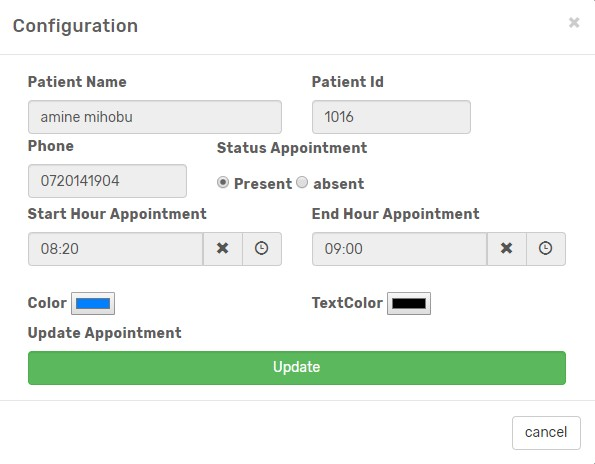 Configuration ×
Patient Name Patient Id
amine mihobu 1016
Phone Status Appointment
0720141904 Present absent
Start Hour Appointment End Hour Appointment
08:20 09:00
Color TextColor
Update Appointment
Update
cancel